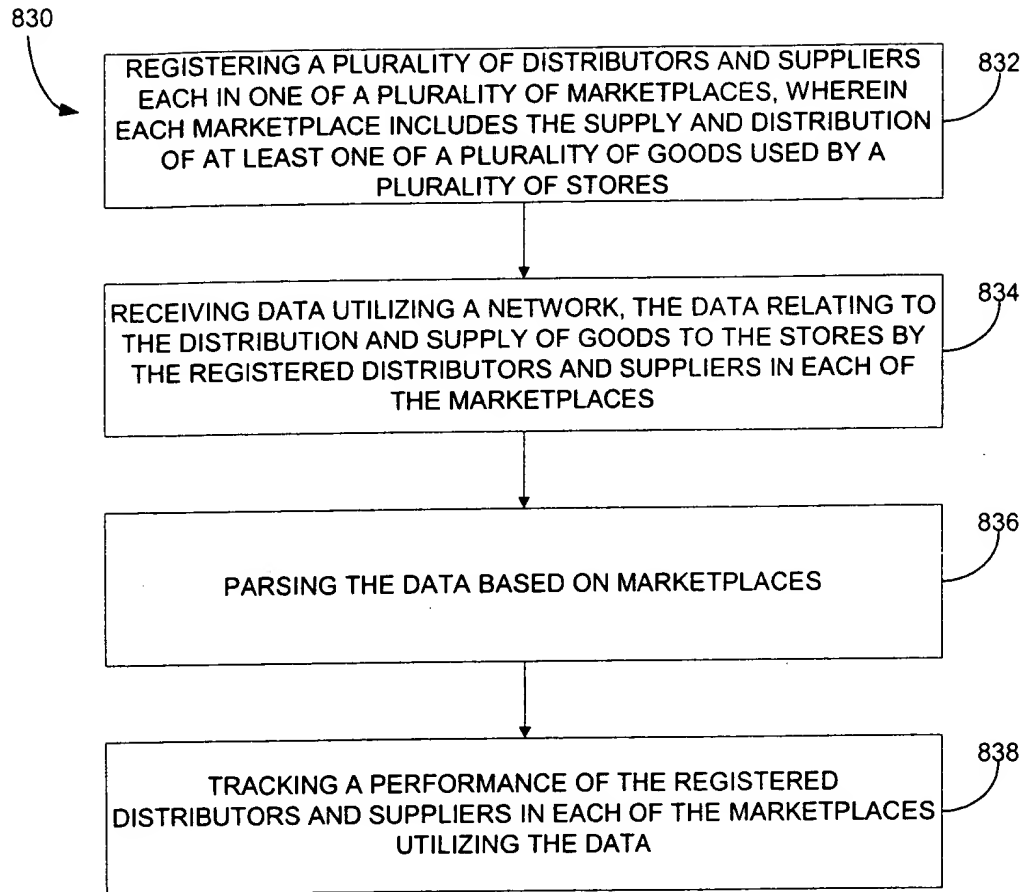 830
REGISTERING A PLURALITY OF DISTRIBUTORS AND SUPPLIERS
832
EACH IN ONE OF A PLURALITY OF MARKETPLACES, WHEREIN
EACH MARKETPLACE INCLUDES THE SUPPLY AND DISTRIBUTION
OF AT LEAST ONE OF A PLURALITY OF GOODS USED BY A
PLURALITY OF STORES
834
RECEIVING DATA UTILIZING A NETWORK, THE DATA RELATING TO
THE DISTRIBUTION AND SUPPLY OF GOODS TO THE STORES BY
THE REGISTERED DISTRIBUTORS AND SUPPLIERS IN EACH OF
THE MARKETPLACES
836
PARSING THE DATA BASED ON MARKETPLACES
838
TRACKING A PERFORMANCE OF THE REGISTERED
DISTRIBUTORS AND SUPPLIERS IN EACH OF THE MARKETPLACES
UTILIZING THE DATA